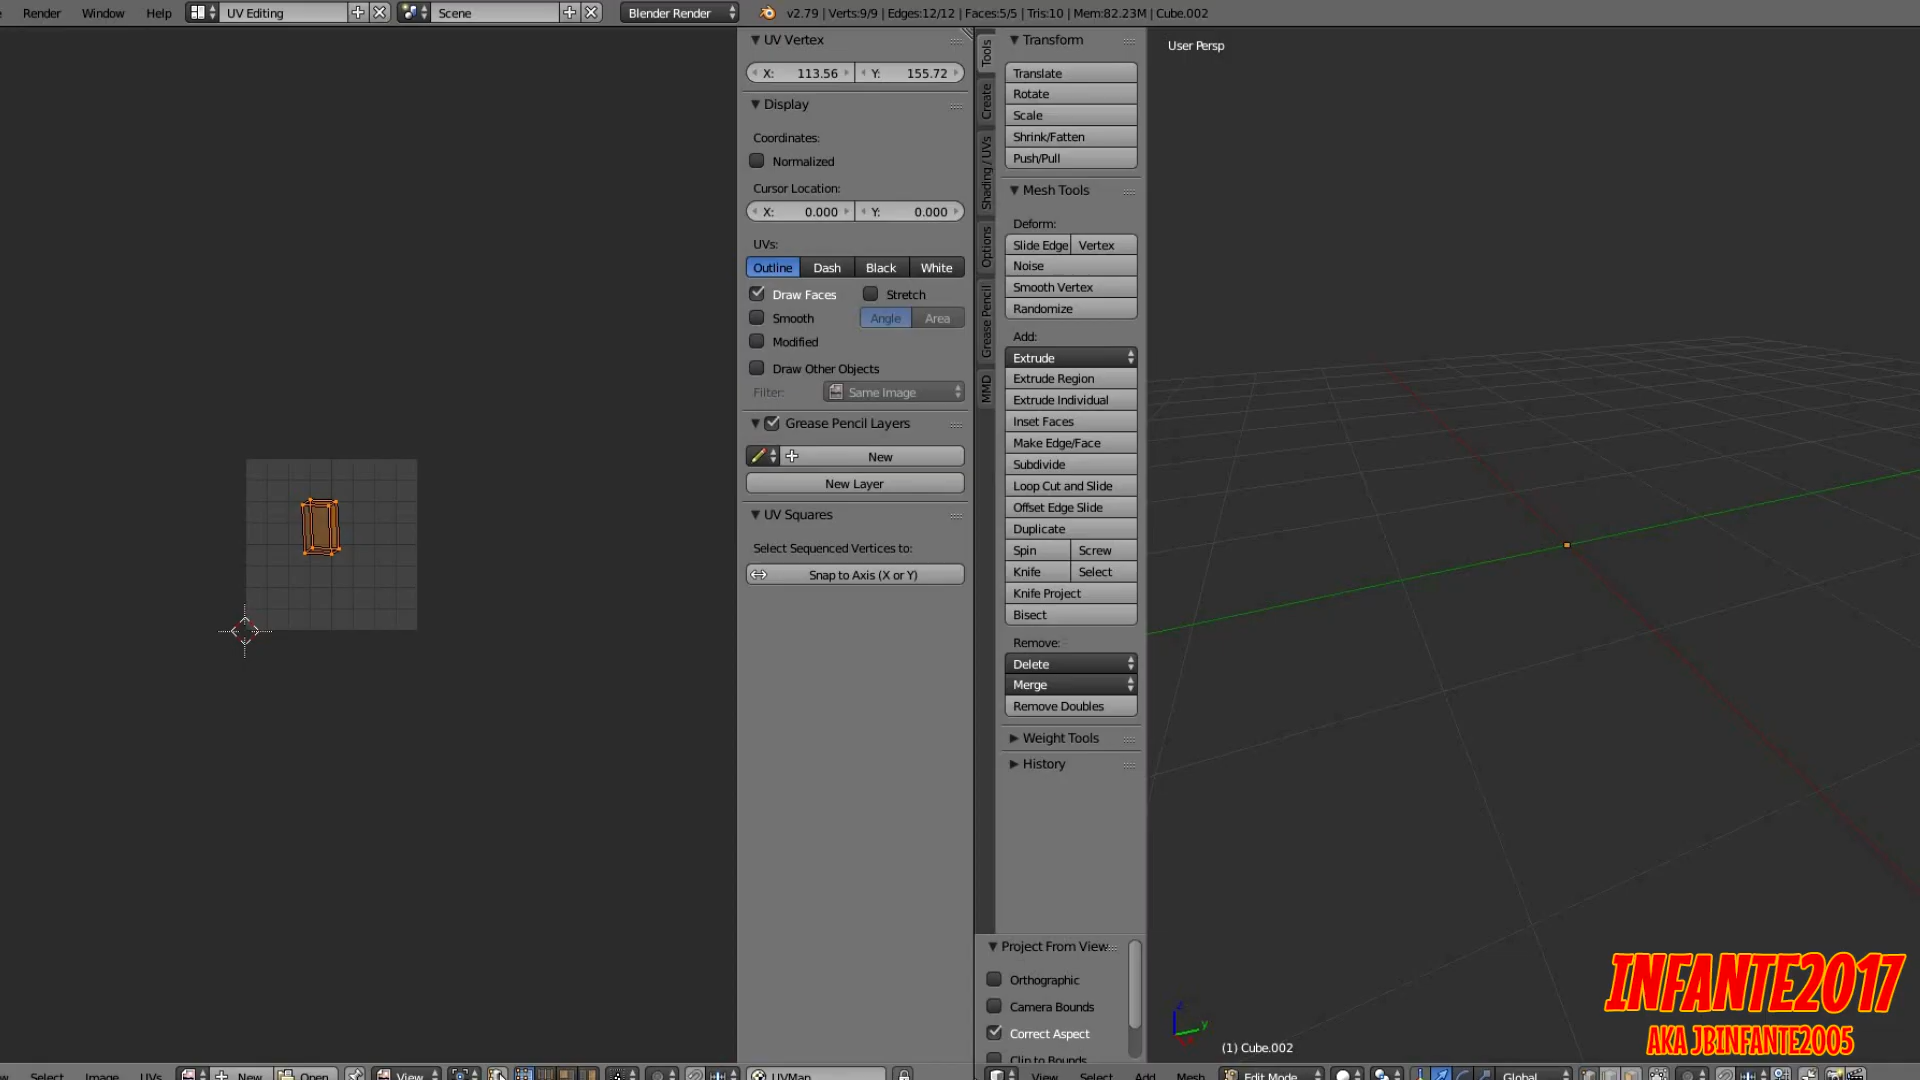 Render Window Help UV Editing Scene Blender Render v2.79 | Verts:9/9 | Edges:12/12 | Faces:5/5 | Tris:10 | Mem:82.23M | Cube.002
UV Vertex
X: 113.56 Y: 155.72
Display
Coordinates:
Normalized
Cursor Location:
X: 0.000 Y: 0.000
UVs:
Outline Dash Black White
Draw Faces Stretch
Smooth Angle Area
Modified
Draw Other Objects
Filter: Same Image
Grease Pencil Layers
New
New Layer
UV Squares
Select Sequenced Vertices to:
Snap to Axis (X or Y)
Tools
Create
Shading / UVs
Options
Grease Pencil
MMD
Transform
Translate
Rotate
Scale
Shrink/Fatten
Push/Pull
Mesh Tools
Deform:
Slide Edge Vertex
Noise
Smooth Vertex
Randomize
Add:
Extrude
Extrude Region
Extrude Individual
Inset Faces
Make Edge/Face
Subdivide
Loop Cut and Slide
Offset Edge Slide
Duplicate
Spin Screw
Knife Select
Knife Project
Bisect
Remove:
Delete
Merge
Remove Doubles
Weight Tools
History
Project From View
Orthographic
Camera Bounds
Correct Aspect
Clip to Bounds
User Persp
z
y
(1) Cube.002
INFANTE2017
AKA JBINFANTE2005
Select Image UVs New Open View UVMap View Select Add Mesh Edit Mode Global